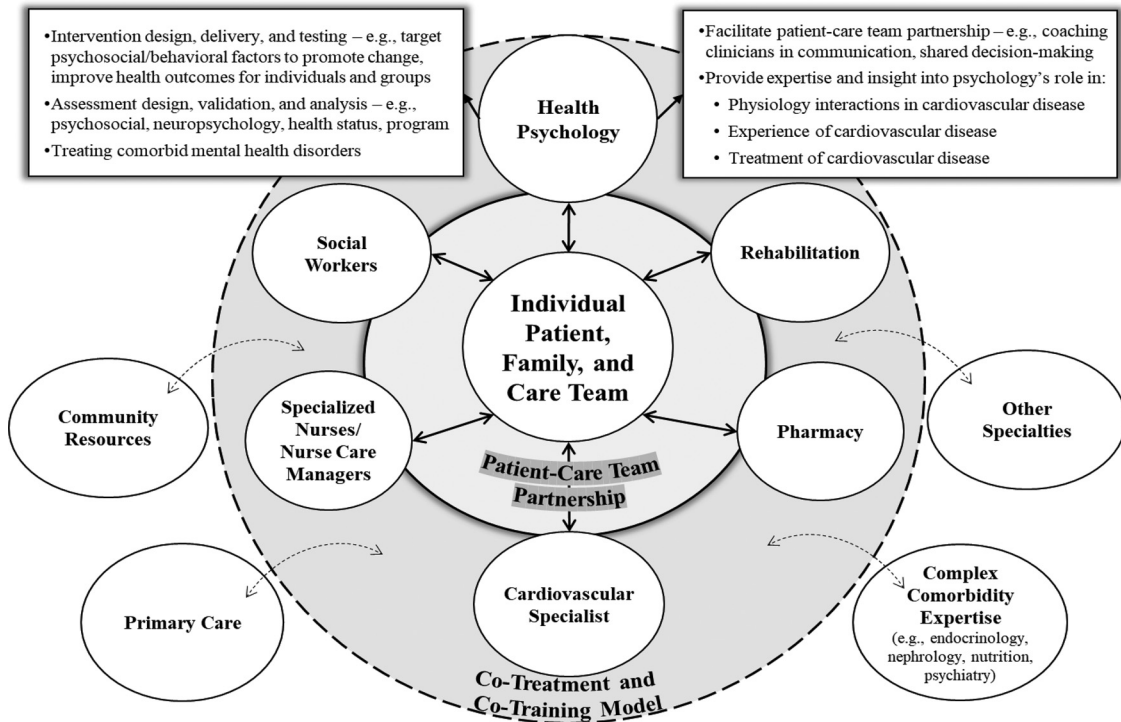 •Intervention design, delivery, and testing – e.g., target
psychosocial/behavioral factors to promote change,
improve health outcomes for individuals and groups
•Assessment design, validation, and analysis – e.g.,
psychosocial, neuropsychology, health status, program
•Treating comorbid mental health disorders
•Facilitate patient-care team partnership – e.g., coaching
clinicians in communication, shared decision-making
•Provide expertise and insight into psychology's role in:
• Physiology interactions in cardiovascular disease
• Experience of cardiovascular disease
• Treatment of cardiovascular disease
Health
Psychology
Social
Workers
Rehabilitation
Individual
Patient,
Family, and
Care Team
Community
Resources
Specialized
Nurses/
Nurse Care
Managers
Pharmacy
Other
Specialties
Patient-Care Team
Partnership
Primary Care
Cardiovascular
Specialist
Complex
Comorbidity
Expertise
(e.g., endocrinology,
nephrology, nutrition,
psychiatry)
Co-Treatment and
Co-Training Model